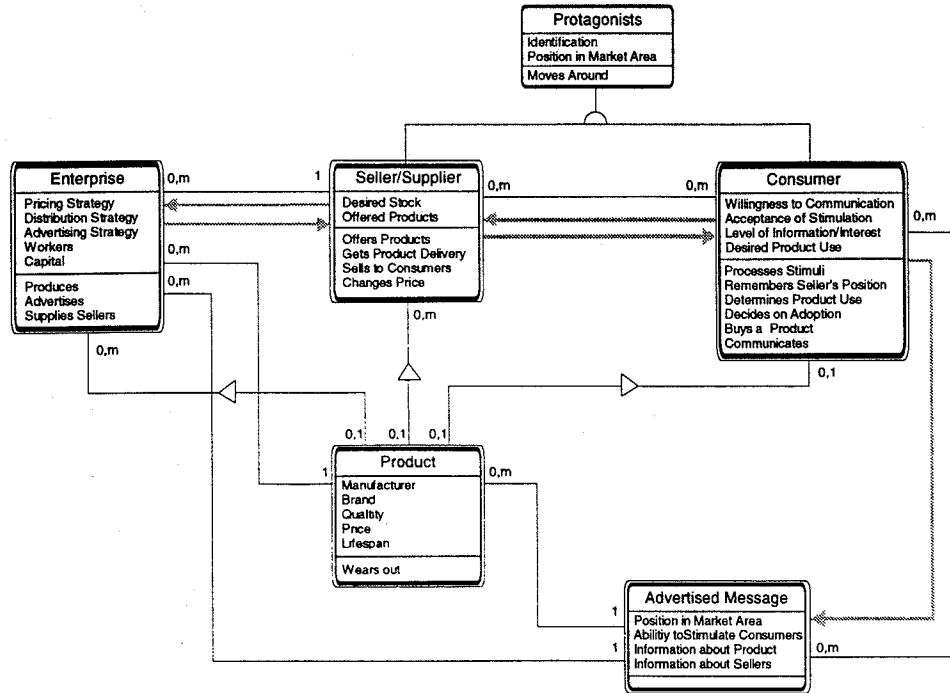 Protagonists
Identification
Position in Market Area
Moves Around
Enterprise
Pricing Strategy
Distribution Strategy
Advertising Strategy
Workers
Capital
Produces
Advertises
Supplies Sellers
0,m
1
0,m
0,m
0,m
Seller/Supplier
Desired Stock
Offered Products
Offers Products
Gets Product Delivery
Sells to Consumers
Changes Price
0,m
0,m
0,m
Consumer
Willingness to Communication
Acceptance of Stimulation
Level of Information/Interest
Desired Product Use
Processes Stimuli
Remembers Seller's Position
Determines Product Use
Decides on Adoption
Buys a Product
Communicates
0,m
0,1
0,1
0,1
0,1
1
0,m
Product
Manufacturer
Brand
Qualtity
Price
Lifespan
Wears out
Advertised Message
Position in Market Area
Abilitiy toStimulate Consumers
Information about Product
Information about Sellers
1
1
0,m